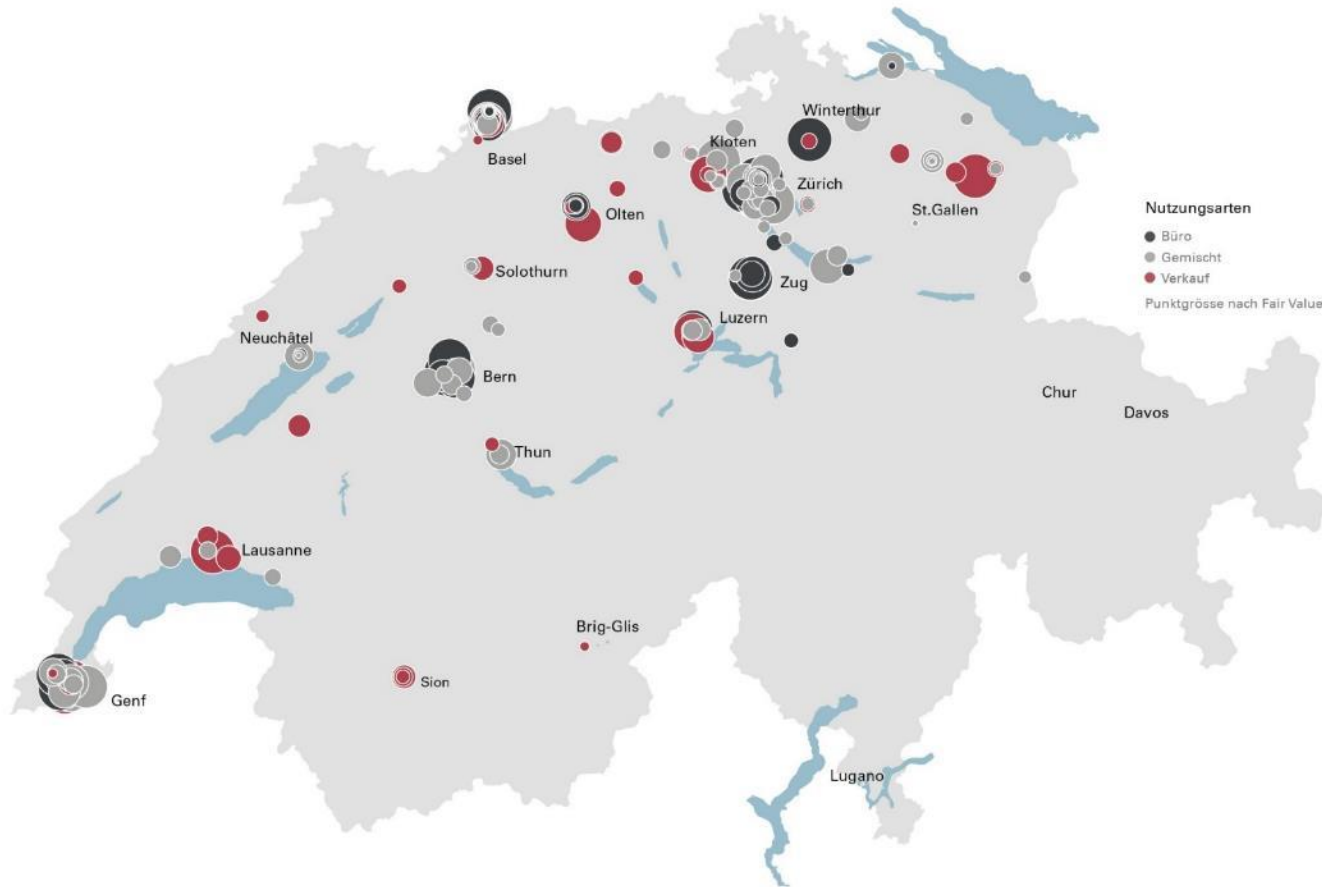 Winterthur
Kloten
Basel
Zürich
Olten
St.Gallen
Nutzungsarten
Büro
Gemischt
Verkauf
Punktgrösse nach Fair Value
Solothurn
Zug
Luzern
Neuchâtel
Bern
Chur
Davos
Thun
Lausanne
Brig-Glis
Sion
Genf
Lugano